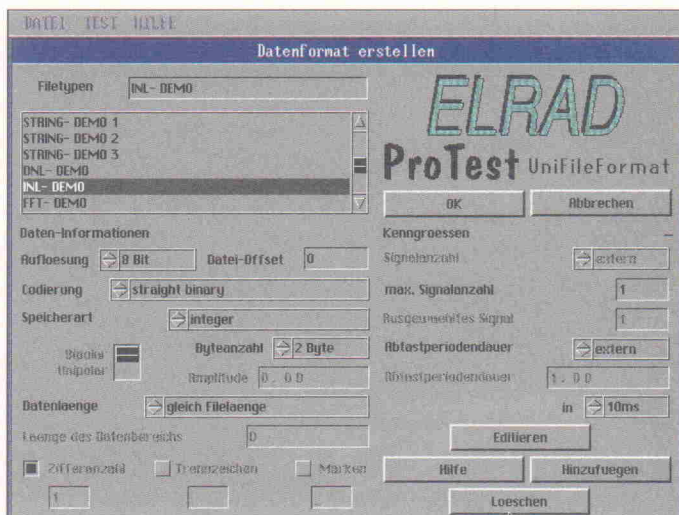 DATEI TEST HILFE
Datenformat erstellen
Filetypen INL- DEMO
STRING- DEMO 1
STRING- DEMO 2
STRING- DEMO 3
DNL- DEMO
INL- DEMO
FFT- DEMO
ELRAD
ProTest UniFileFormat
OK Abbrechen
Daten-Informationen
Aufloesung 8 Bit Datei-Offset 0
Codierung straight binary
Speicherart integer
Bipolar
Unipolar
Byteanzahl 2 Byte
Amplitude 0.00
Datenlaenge gleich Filelaenge
Laenge des Datenbereichs 0
Zifferanzahl Trennzeichen Marken
1
Kenngroessen
Signalanzahl extern
max. Signalanzahl 1
Ausgewaehltes Signal 1
Abtastperiodendauer extern
Abtastperiodendauer 1.00
in 10ms
Editieren
Hilfe Hinzufuegen
Loeschen